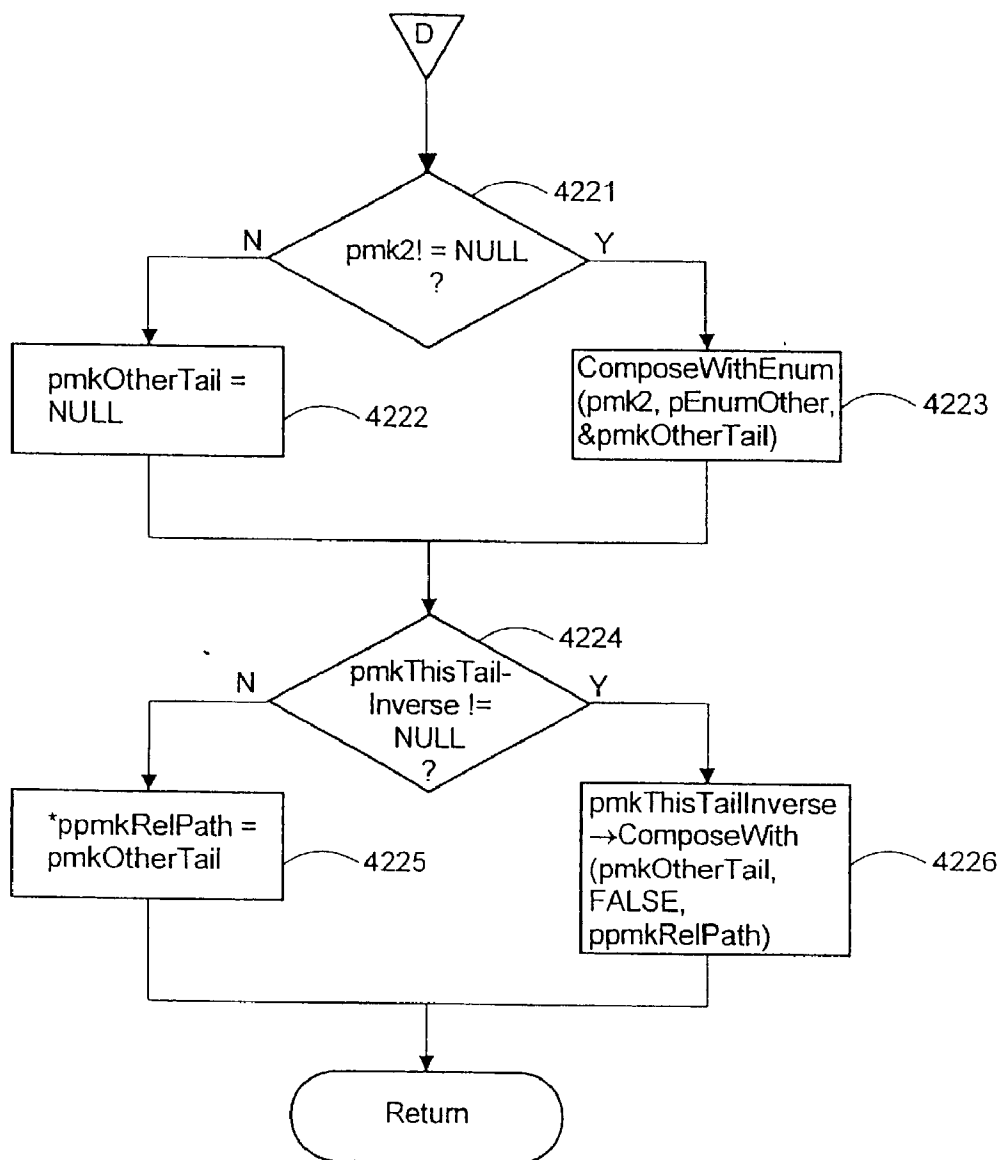 D
4221
N
Y
pmk2! = NULL
?
pmkOtherTail =
NULL
4222
ComposeWithEnum
(pmk2, pEnumOther,
&pmkOtherTail)
4223
4224
N
Y
pmkThisTail-
Inverse !=
NULL
?
*ppmkRelPath =
pmkOtherTail
4225
pmkThisTailInverse
→ComposeWith
(pmkOtherTail,
FALSE,
ppmkRelPath)
4226
Return